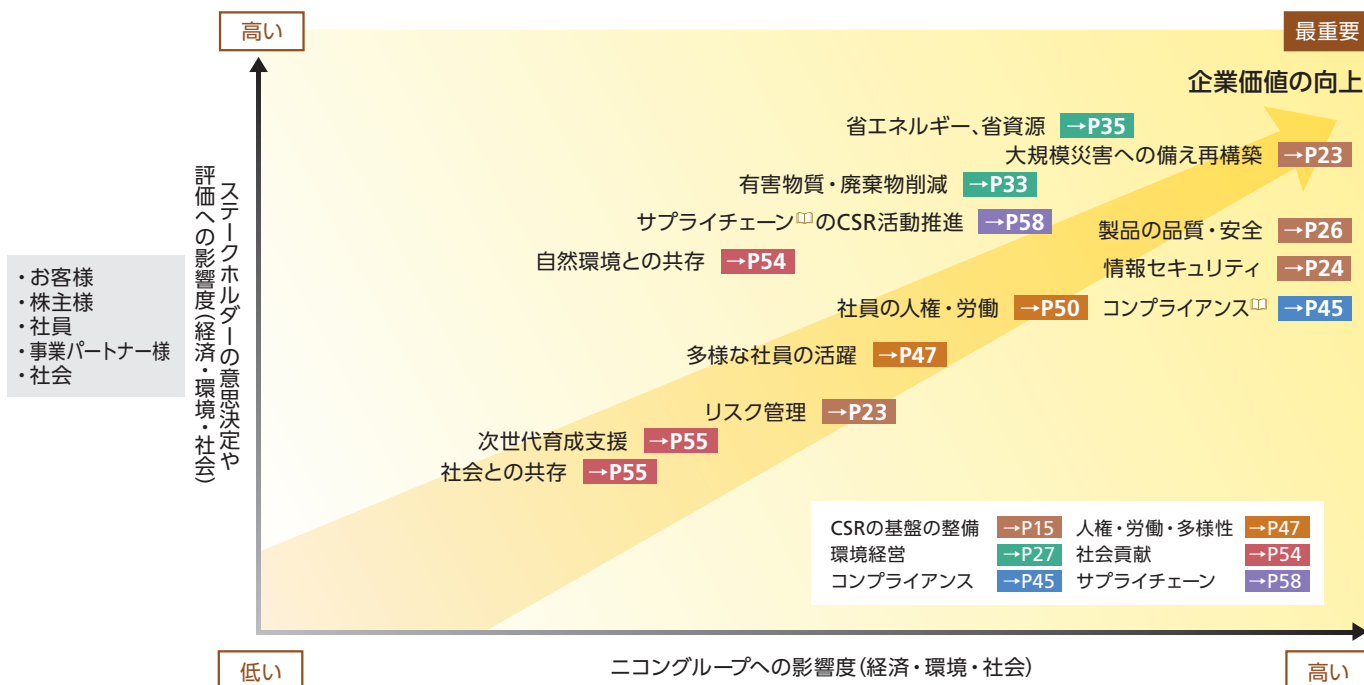 高い
最重要
企業価値の向上
省エネルギー、省資源 →P35
大規模災害への備え再構築 →P23
有害物質・廃棄物削減 →P33
サプライチェーンのCSR活動推進 →P58
製品の品質・安全 →P26
自然環境との共存 →P54
情報セキュリティ →P24
社員の人権・労働 →P50
コンプライアンス →P45
多様な社員の活躍 →P47
リスク管理 →P23
次世代育成支援 →P55
社会との共存 →P55
ステークホルダーの意思決定や
評価への影響度(経済・環境・社会)
・お客様
・株主様
・社員
・事業パートナー様
・社会
CSRの基盤の整備 →P15 人権・労働・多様性 →P47
環境経営 →P27 社会貢献 →P54
コンプライアンス →P45 サプライチェーン →P58
低い
ニコングループへの影響度(経済・環境・社会)
高い